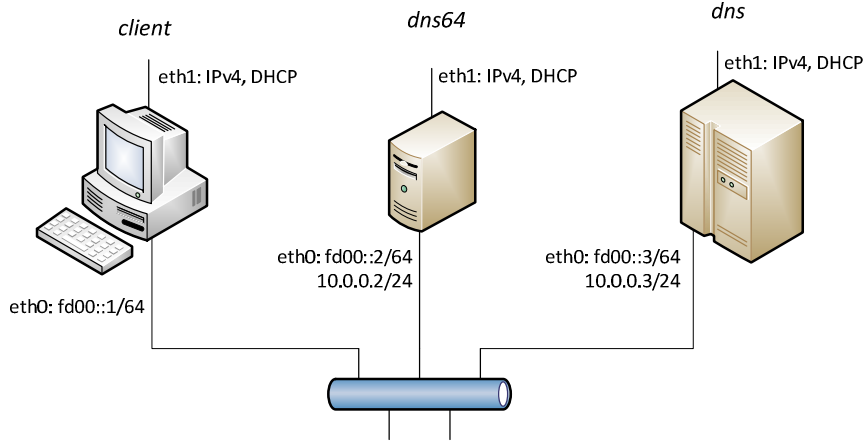 client
dns64
dns
eth1: IPv4, DHCP
eth1: IPv4, DHCP
eth1: IPv4, DHCP
eth0: fd00::1/64
eth0: fd00::2/64
10.0.0.2/24
eth0: fd00::3/64
10.0.0.3/24